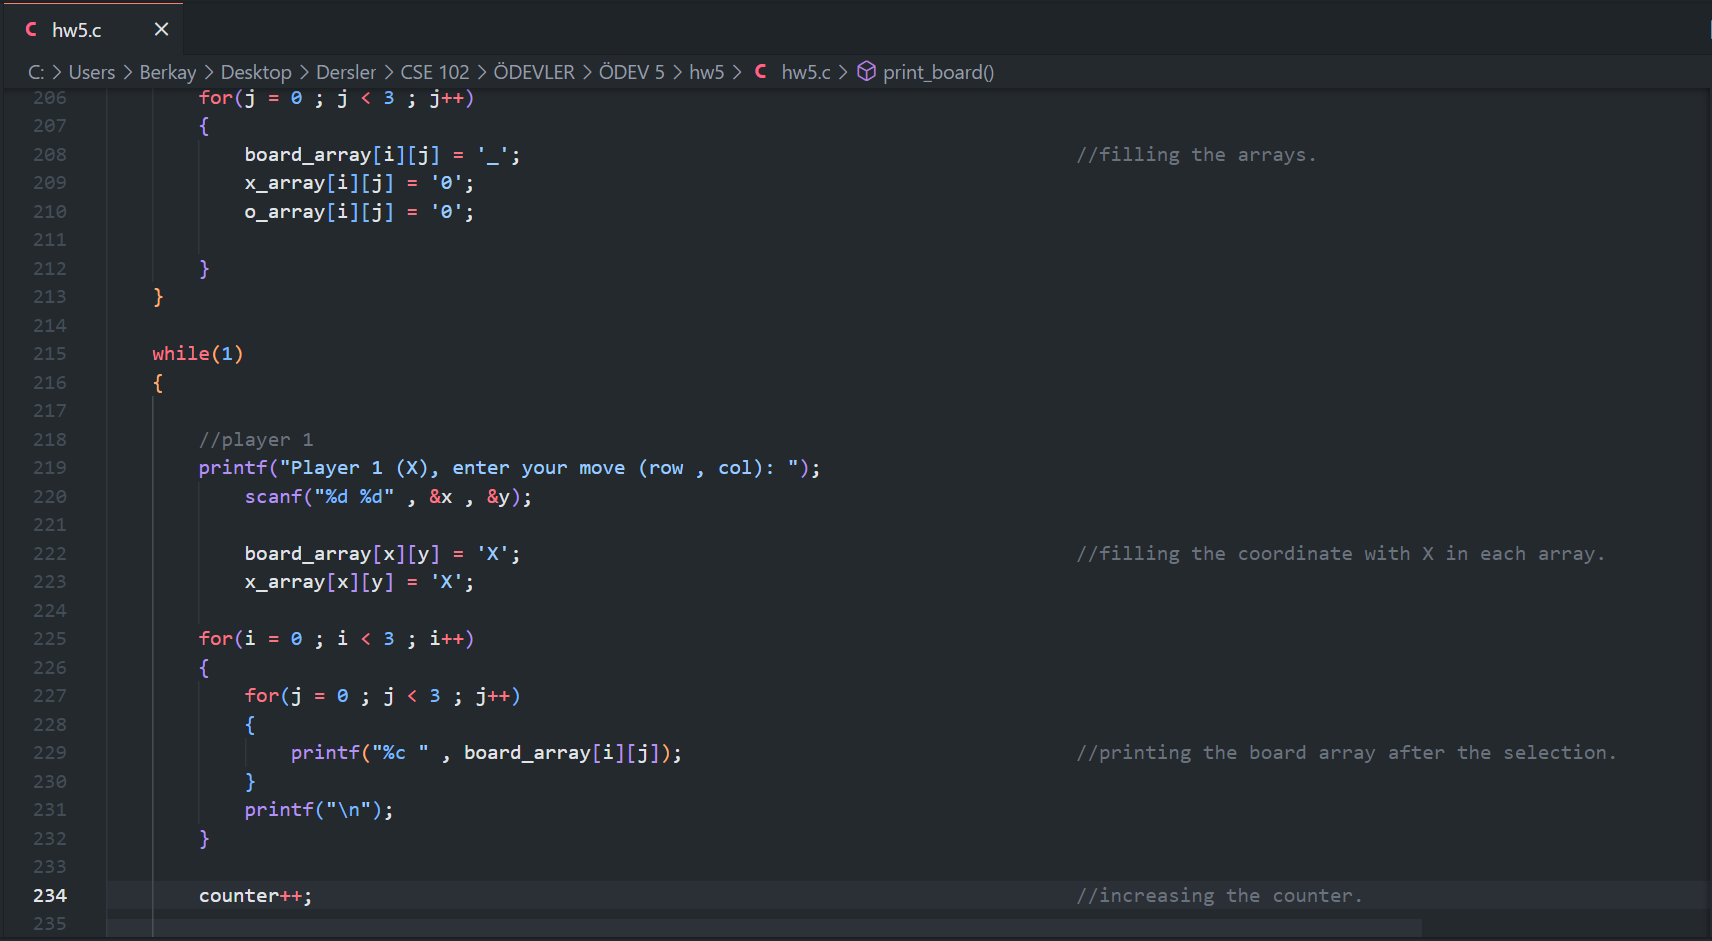 C hw5.c ×
C: > Users > Berkay > Desktop > Dersler > CSE 102 > ÖDEVLER > ÖDEV 5 > hw5 > C hw5.c > print_board()
206 for(j = 0 ; j < 3 ; j++)
207 {
208 board_array[i][j] = '_'; //filling the arrays.
209 x_array[i][j] = '0';
210 o_array[i][j] = '0';
211
212 }
213 }
214
215 while(1)
216 {
217
218 //player 1
219 printf("Player 1 (X), enter your move (row , col): ");
220 scanf("%d %d" , &x , &y);
221
222 board_array[x][y] = 'X'; //filling the coordinate with X in each array.
223 x_array[x][y] = 'X';
224
225 for(i = 0 ; i < 3 ; i++)
226 {
227 for(j = 0 ; j < 3 ; j++)
228 {
229 printf("%c " , board_array[i][j]); //printing the board array after the selection.
230 }
231 printf("\n");
232 }
233
234 counter++; //increasing the counter.
235